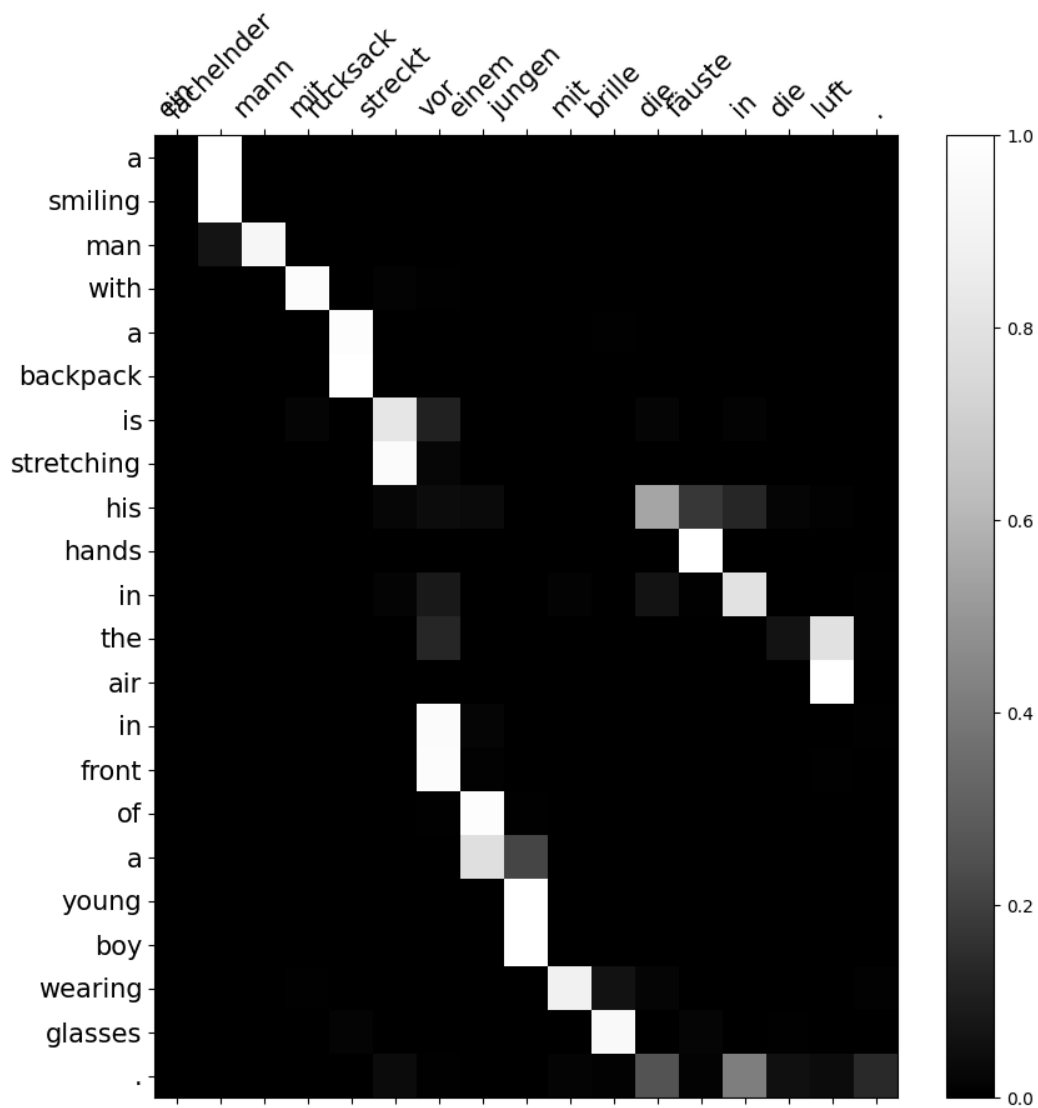 ein lächelnder mann mit rucksack streckt vor einem jungen mit brille die fäuste in die luft .
a
smiling
man
with
a
backpack
is
stretching
his
hands
in
the
air
in
front
of
a
young
boy
wearing
glasses
.
1.0
0.8
0.6
0.4
0.2
0.0